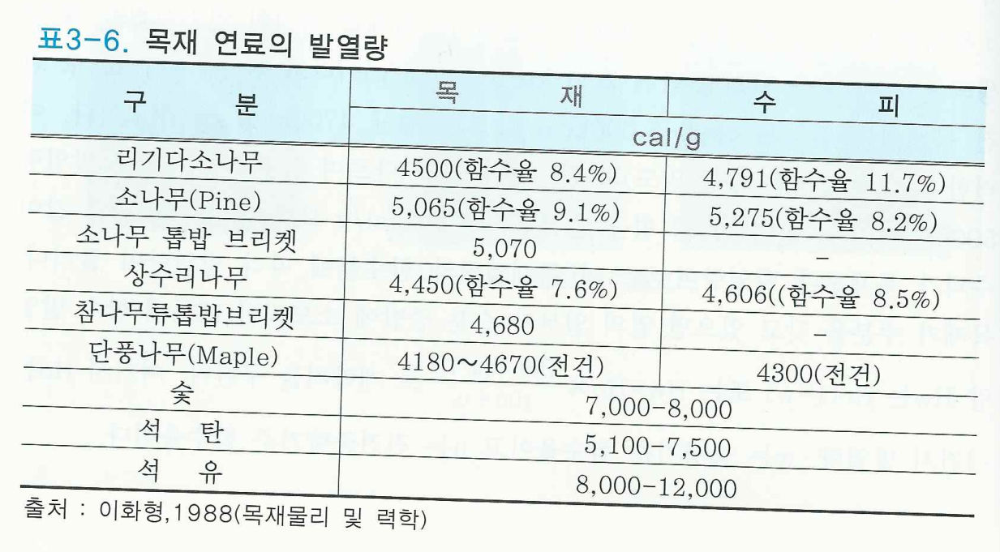 표3-6. 목재 연료의 발열량
구 분 목 재 수 피
cal/g
리기다소나무 4500(함수율 8.4%) 4,791(함수율 11.7%)
소나무(Pine) 5,065(함수율 9.1%) 5,275(함수율 8.2%)
소나무 톱밥 브리켓 5,070 -
상수리나무 4,450(함수율 7.6%) 4,606((함수율 8.5%)
참나무류톱밥브리켓 4,680 -
단풍나무(Maple) 4180~4670(전건) 4300(전건)
숯 7,000-8,000
석 탄 5,100-7,500
석 유 8,000-12,000
출처 : 이화형,1988(목재물리 및 력학)